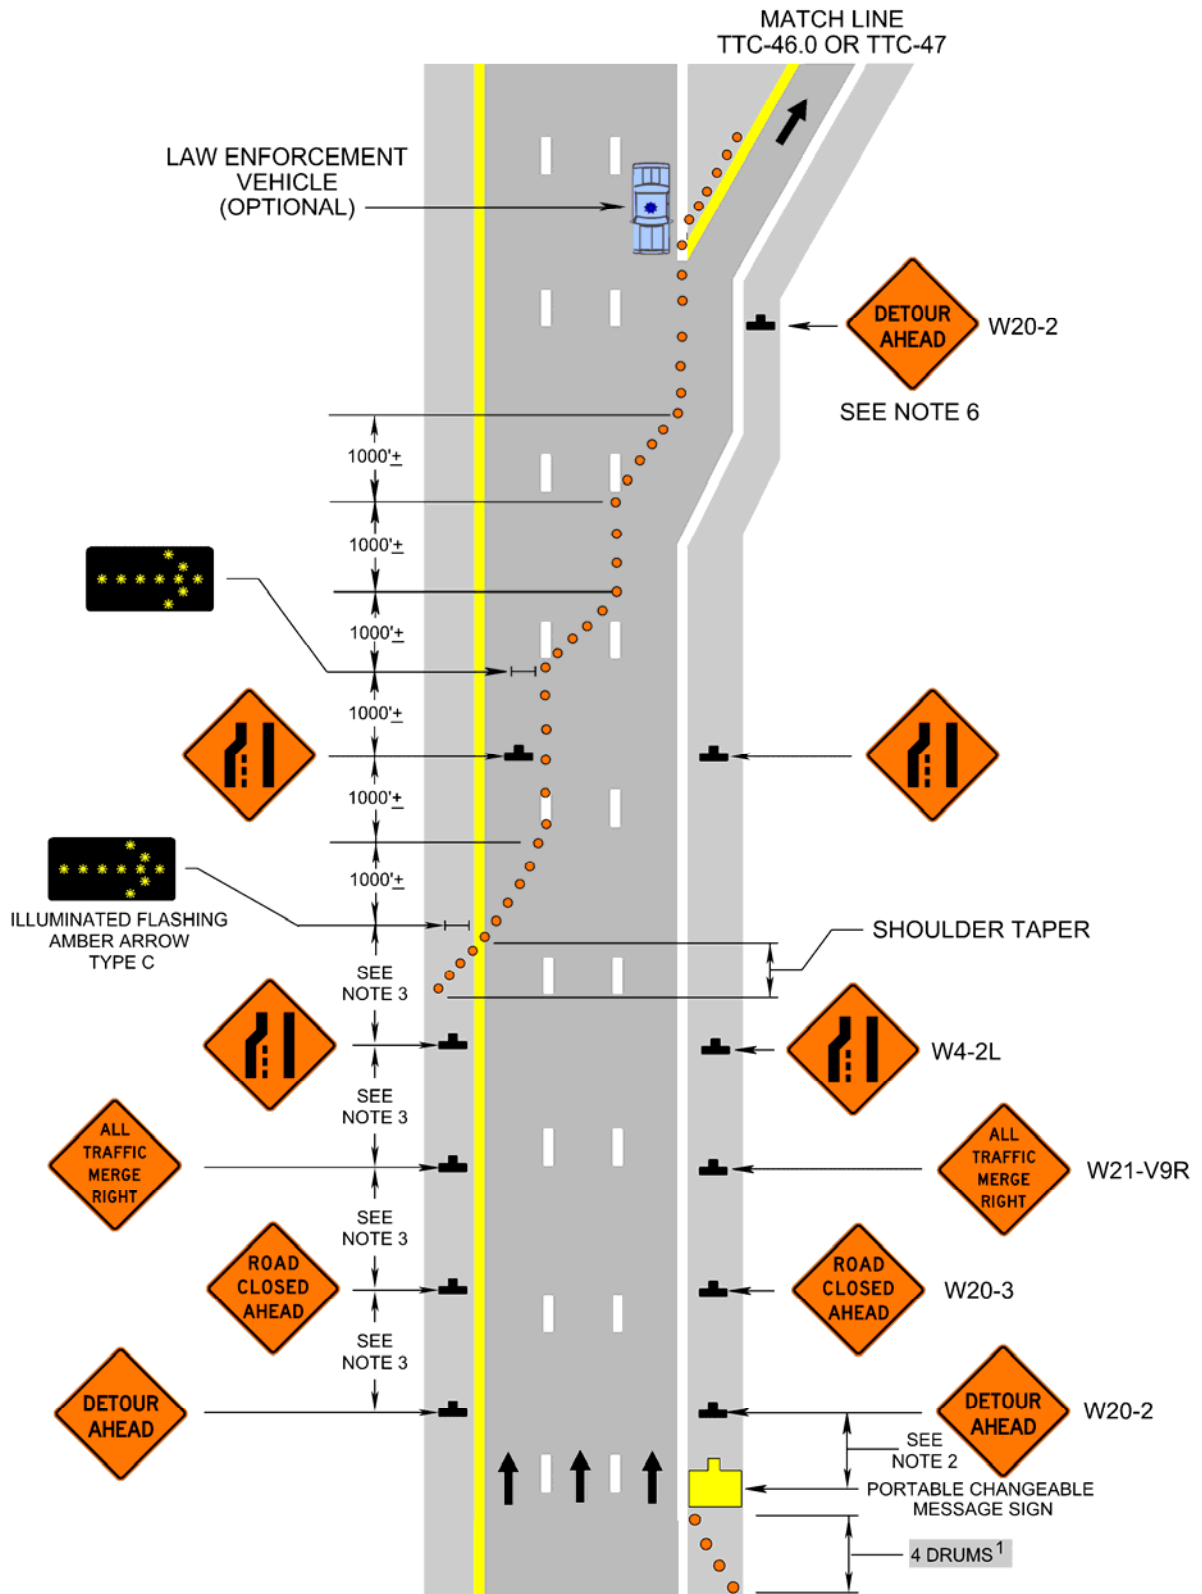 MATCH LINE
TTC-46.0 OR TTC-47
LAW ENFORCEMENT
VEHICLE
(OPTIONAL)
DETOUR
AHEAD
W20-2
SEE NOTE 6
1000'±
1000'±
1000'±
1000'±
1000'±
1000'±
ILLUMINATED FLASHING
AMBER ARROW
TYPE C
SHOULDER TAPER
SEE
NOTE 3
W4-2L
SEE
NOTE 3
ALL
TRAFFIC
MERGE
RIGHT
ALL
TRAFFIC
MERGE
RIGHT
W21-V9R
SEE
NOTE 3
ROAD
CLOSED
AHEAD
ROAD
CLOSED
AHEAD
W20-3
SEE
NOTE 3
DETOUR
AHEAD
DETOUR
AHEAD
W20-2
SEE
NOTE 2
PORTABLE CHANGEABLE
MESSAGE SIGN
4 DRUMS¹